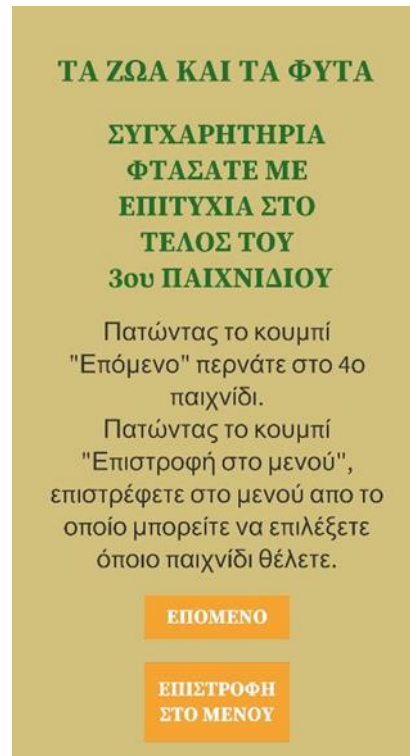 ΤΑ ΖΩΑ ΚΑΙ ΤΑ ΦΥΤΑ
ΣΥΓΧΑΡΗΤΗΡΙΑ
ΦΤΑΣΑΤΕ ΜΕ
ΕΠΙΤΥΧΙΑ ΣΤΟ
ΤΕΛΟΣ ΤΟΥ
3ου ΠΑΙΧΝΙΔΙΟΥ
Πατώντας το κουμπί
"Επόμενο" περνάτε στο 4ο
παιχνίδι.
Πατώντας το κουμπί
"Επιστροφή στο μενού",
επιστρέφετε στο μενού απο το
οποίο μπορείτε να επιλέξετε
όποιο παιχνίδι θέλετε.
ΕΠΟΜΕΝΟ
ΕΠΙΣΤΡΟΦΗ
ΣΤΟ ΜΕΝΟΥ